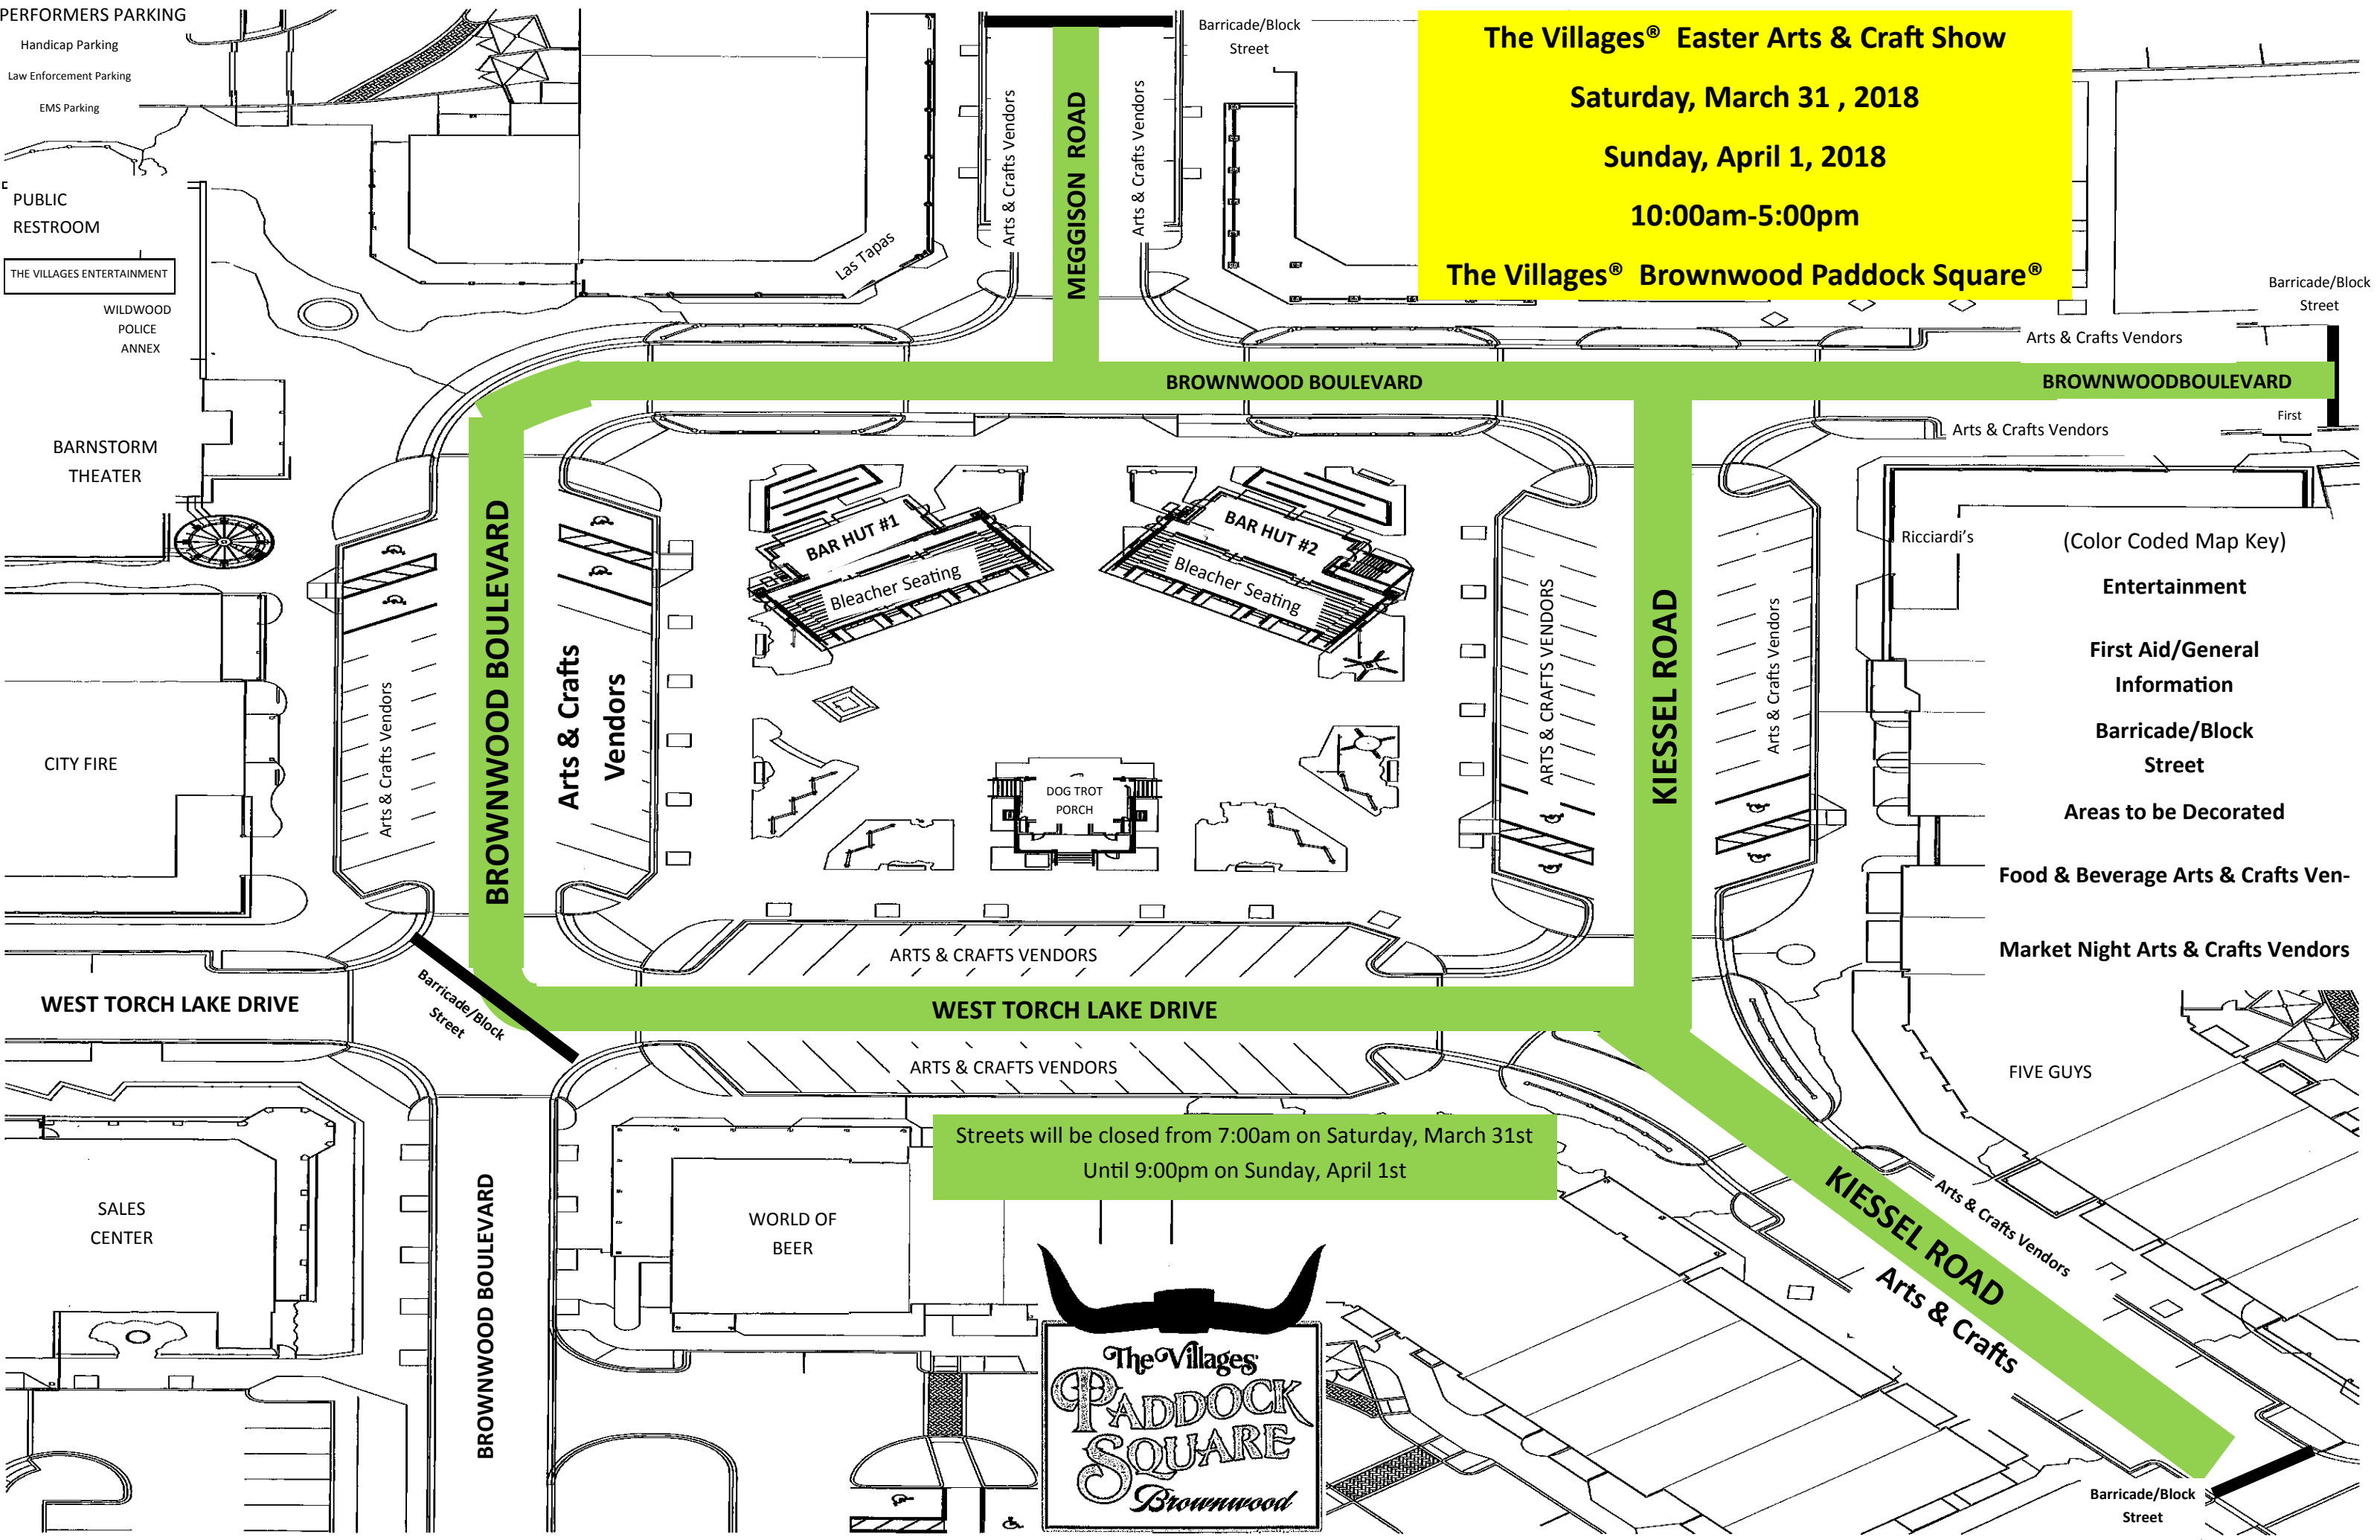 PERFORMERS PARKING
Handicap Parking
Law Enforcement Parking
EMS Parking
PUBLIC
RESTROOM
THE VILLAGES ENTERTAINMENT
WILDWOOD
POLICE
ANNEX
BARNSTORM
THEATER
CITY FIRE
Las Tapas
Arts & Crafts Vendors
MEGGISON ROAD
Arts & Crafts Vendors
Barricade/Block
Street
The Villages® Easter Arts & Craft Show
Saturday, March 31 , 2018
Sunday, April 1, 2018
10:00am-5:00pm
The Villages® Brownwood Paddock Square®
Barricade/Block
Street
Arts & Crafts Vendors
BROWNWOOD BOULEVARD
BROWNWOODBOULEVARD
First
Arts & Crafts Vendors
BROWNWOOD BOULEVARD
Arts & Crafts Vendors
Arts & Crafts
Vendors
BAR HUT #1
Bleacher Seating
BAR HUT #2
Bleacher Seating
DOG TROT
PORCH
ARTS & CRAFTS VENDORS
KIESSEL ROAD
Arts & Crafts Vendors
Ricciardi's
(Color Coded Map Key)
Entertainment
First Aid/General
Information
Barricade/Block
Street
Areas to be Decorated
Food & Beverage Arts & Crafts Ven-
Market Night Arts & Crafts Vendors
ARTS & CRAFTS VENDORS
WEST TORCH LAKE DRIVE
Barricade/Block
Street
WEST TORCH LAKE DRIVE
ARTS & CRAFTS VENDORS
FIVE GUYS
Streets will be closed from 7:00am on Saturday, March 31st
Until 9:00pm on Sunday, April 1st
SALES
CENTER
BROWNWOOD BOULEVARD
WORLD OF
BEER
KIESSEL ROAD
Arts & Crafts Vendors
Arts & Crafts
The Villages
PADDOCK
SQUARE
Brownwood
Barricade/Block
Street